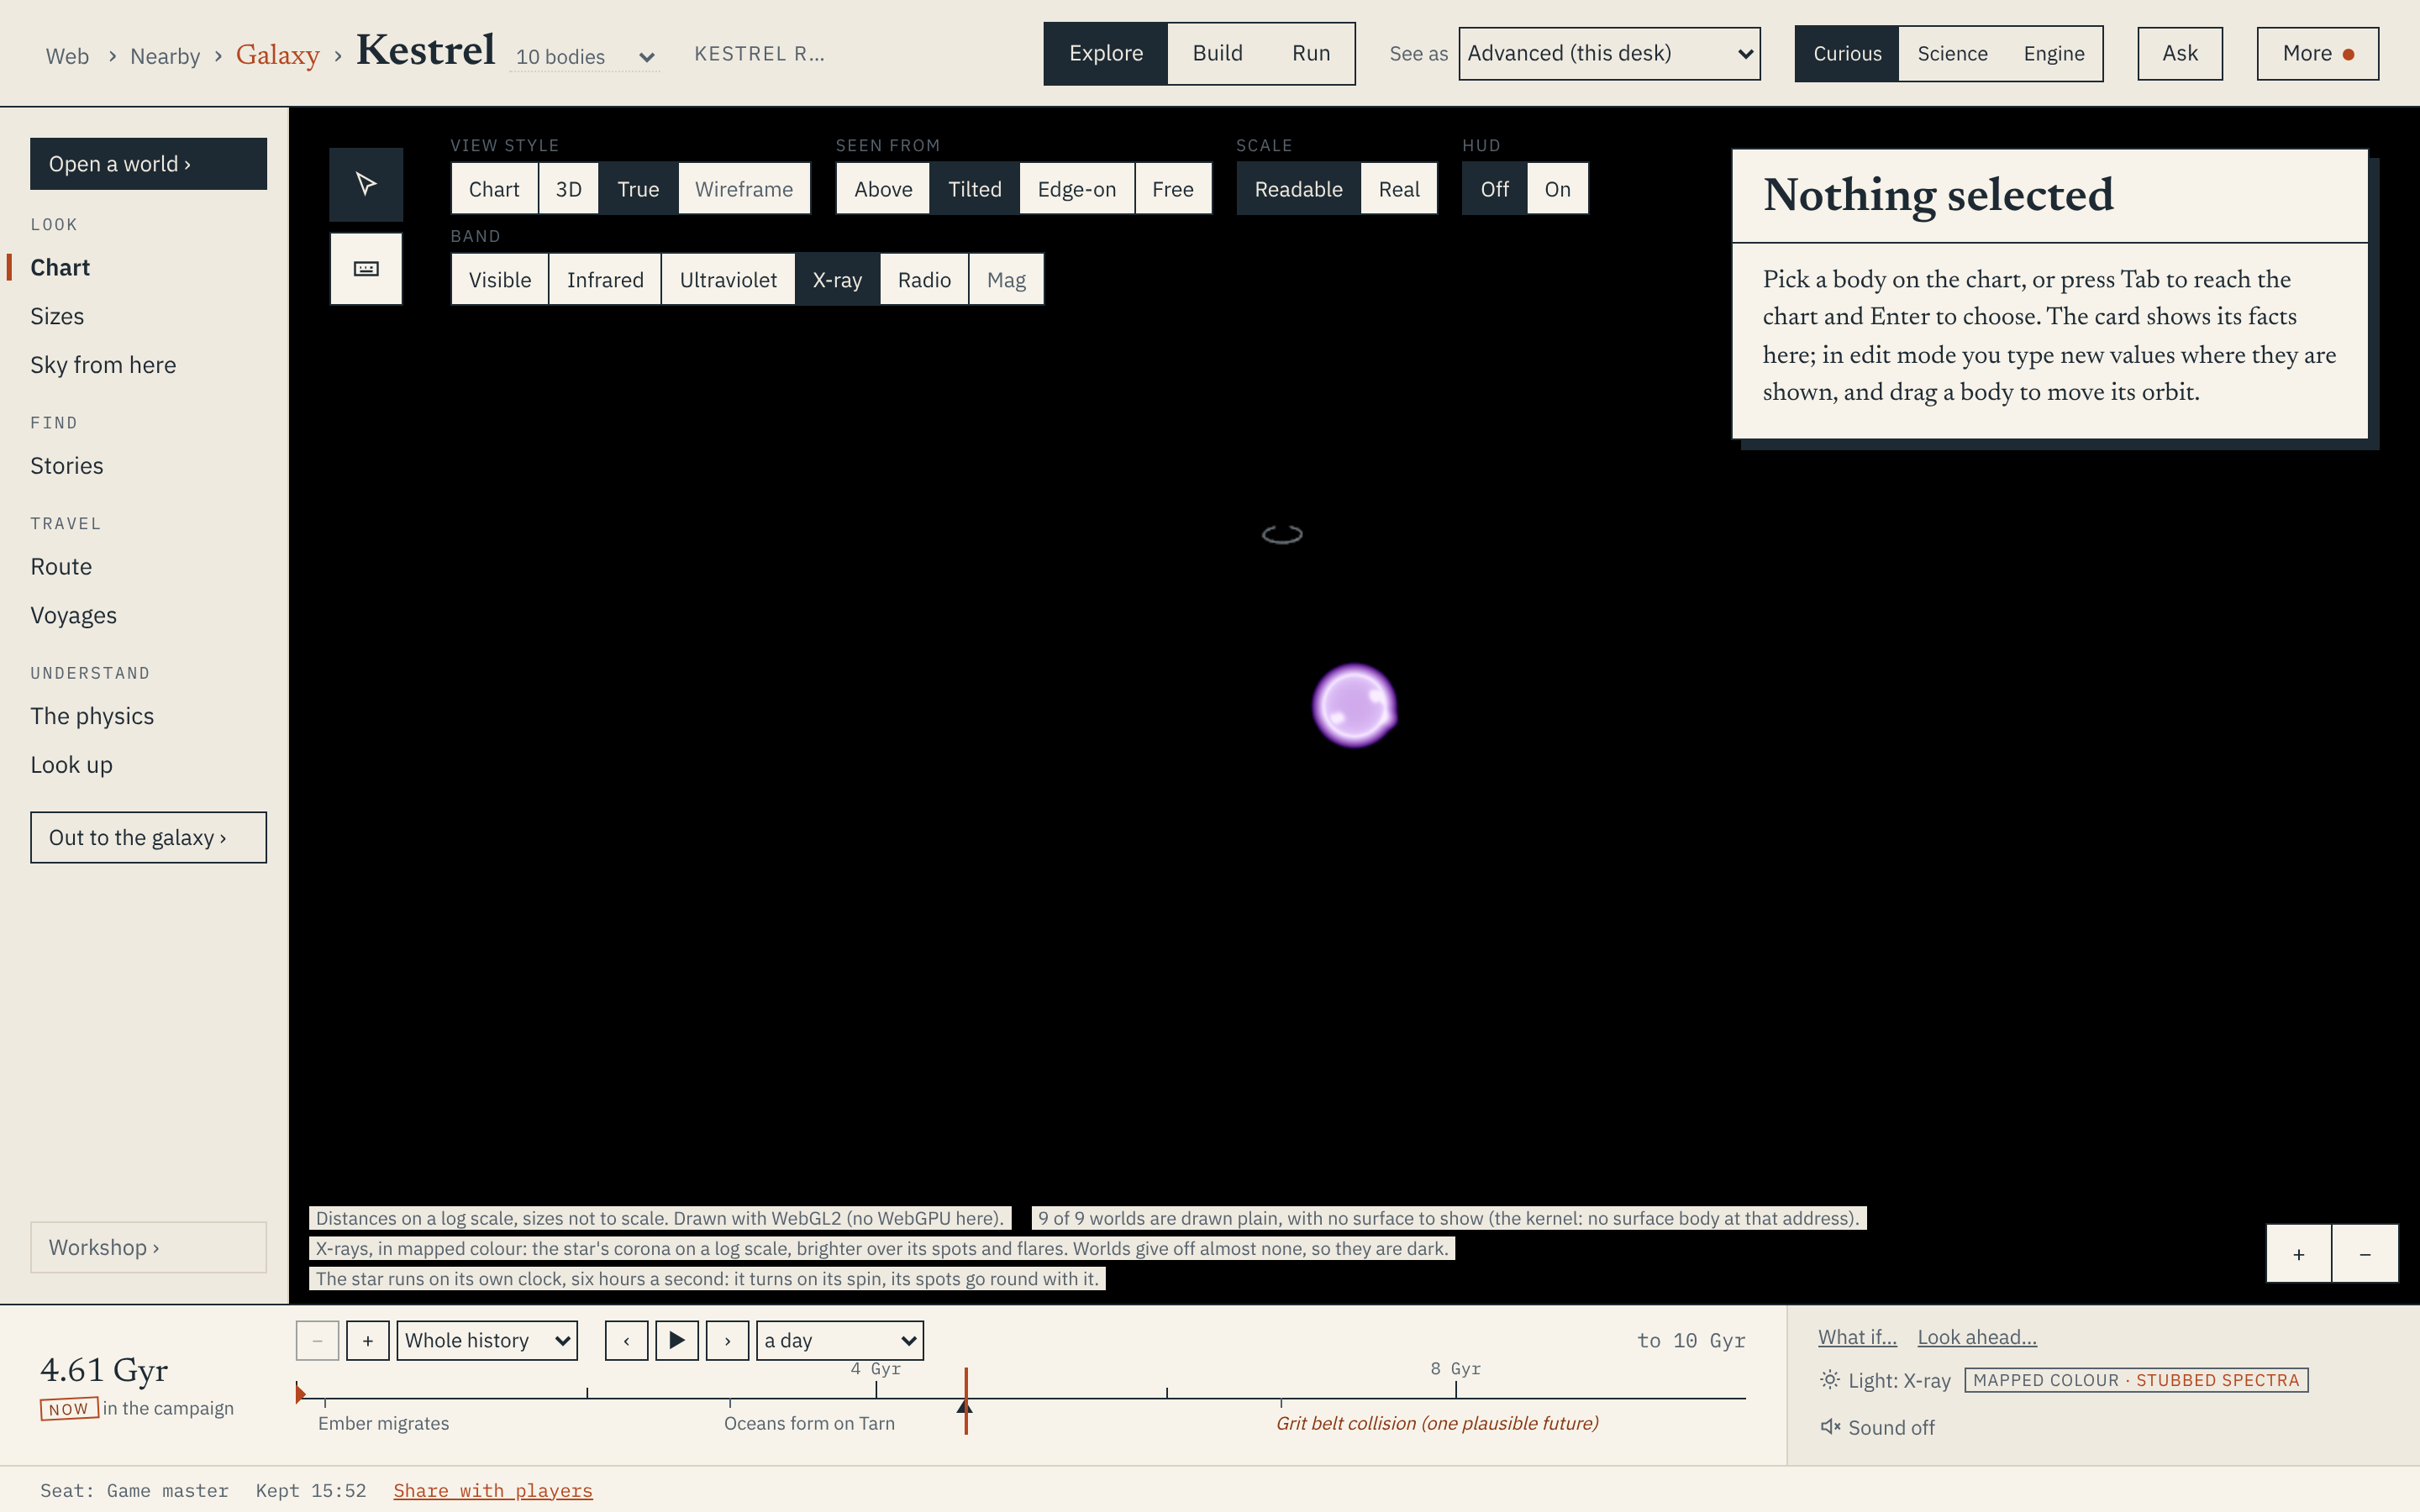 Web › Nearby › Galaxy › Kestrel 10 bodies KESTREL R… Explore Build Run See as Advanced (this desk) Curious Science Engine Ask More
Open a world ›
LOOK
Chart
Sizes
Sky from here
FIND
Stories
TRAVEL
Route
Voyages
UNDERSTAND
The physics
Look up
Out to the galaxy ›
Workshop ›
VIEW STYLE SEEN FROM SCALE HUD
Chart 3D True Wireframe Above Tilted Edge-on Free Readable Real Off On
BAND
Visible Infrared Ultraviolet X-ray Radio Mag
Nothing selected
Pick a body on the chart, or press Tab to reach the
chart and Enter to choose. The card shows its facts
here; in edit mode you type new values where they are
shown, and drag a body to move its orbit.
Distances on a log scale, sizes not to scale. Drawn with WebGL2 (no WebGPU here). 9 of 9 worlds are drawn plain, with no surface to show (the kernel: no surface body at that address).
X-rays, in mapped colour: the star's corona on a log scale, brighter over its spots and flares. Worlds give off almost none, so they are dark.
The star runs on its own clock, six hours a second: it turns on its spin, its spots go round with it.
+ −
4.61 Gyr
NOW in the campaign
− + Whole history ‹ › a day to 10 Gyr
4 Gyr 8 Gyr
Ember migrates Oceans form on Tarn Grit belt collision (one plausible future)
What if… Look ahead…
Light: X-ray MAPPED COLOUR · STUBBED SPECTRA
Sound off
Seat: Game master Kept 15:52 Share with players